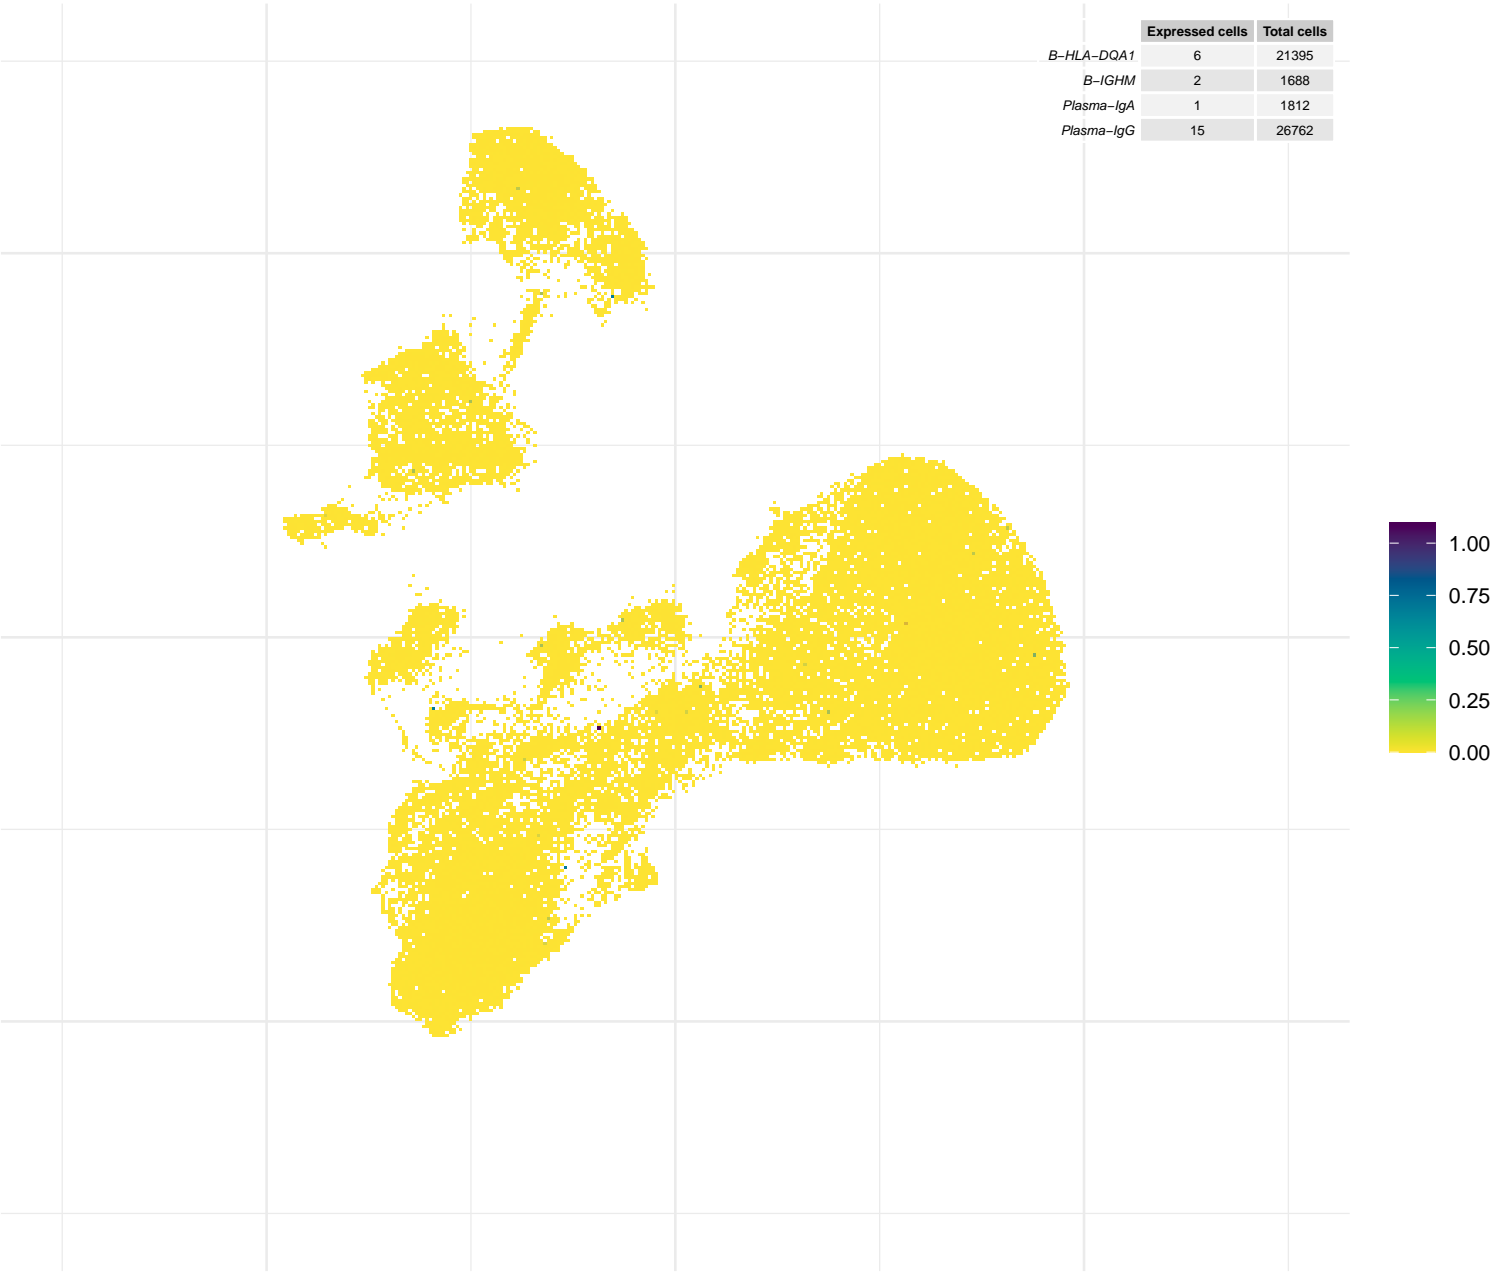 Expressed cells Total cells
B−HLA−DQA1 6 21395
B−IGHM 2 1688
Plasma−IgA 1 1812
Plasma−IgG 15 26762
1.00
0.75
0.50
0.25
0.00